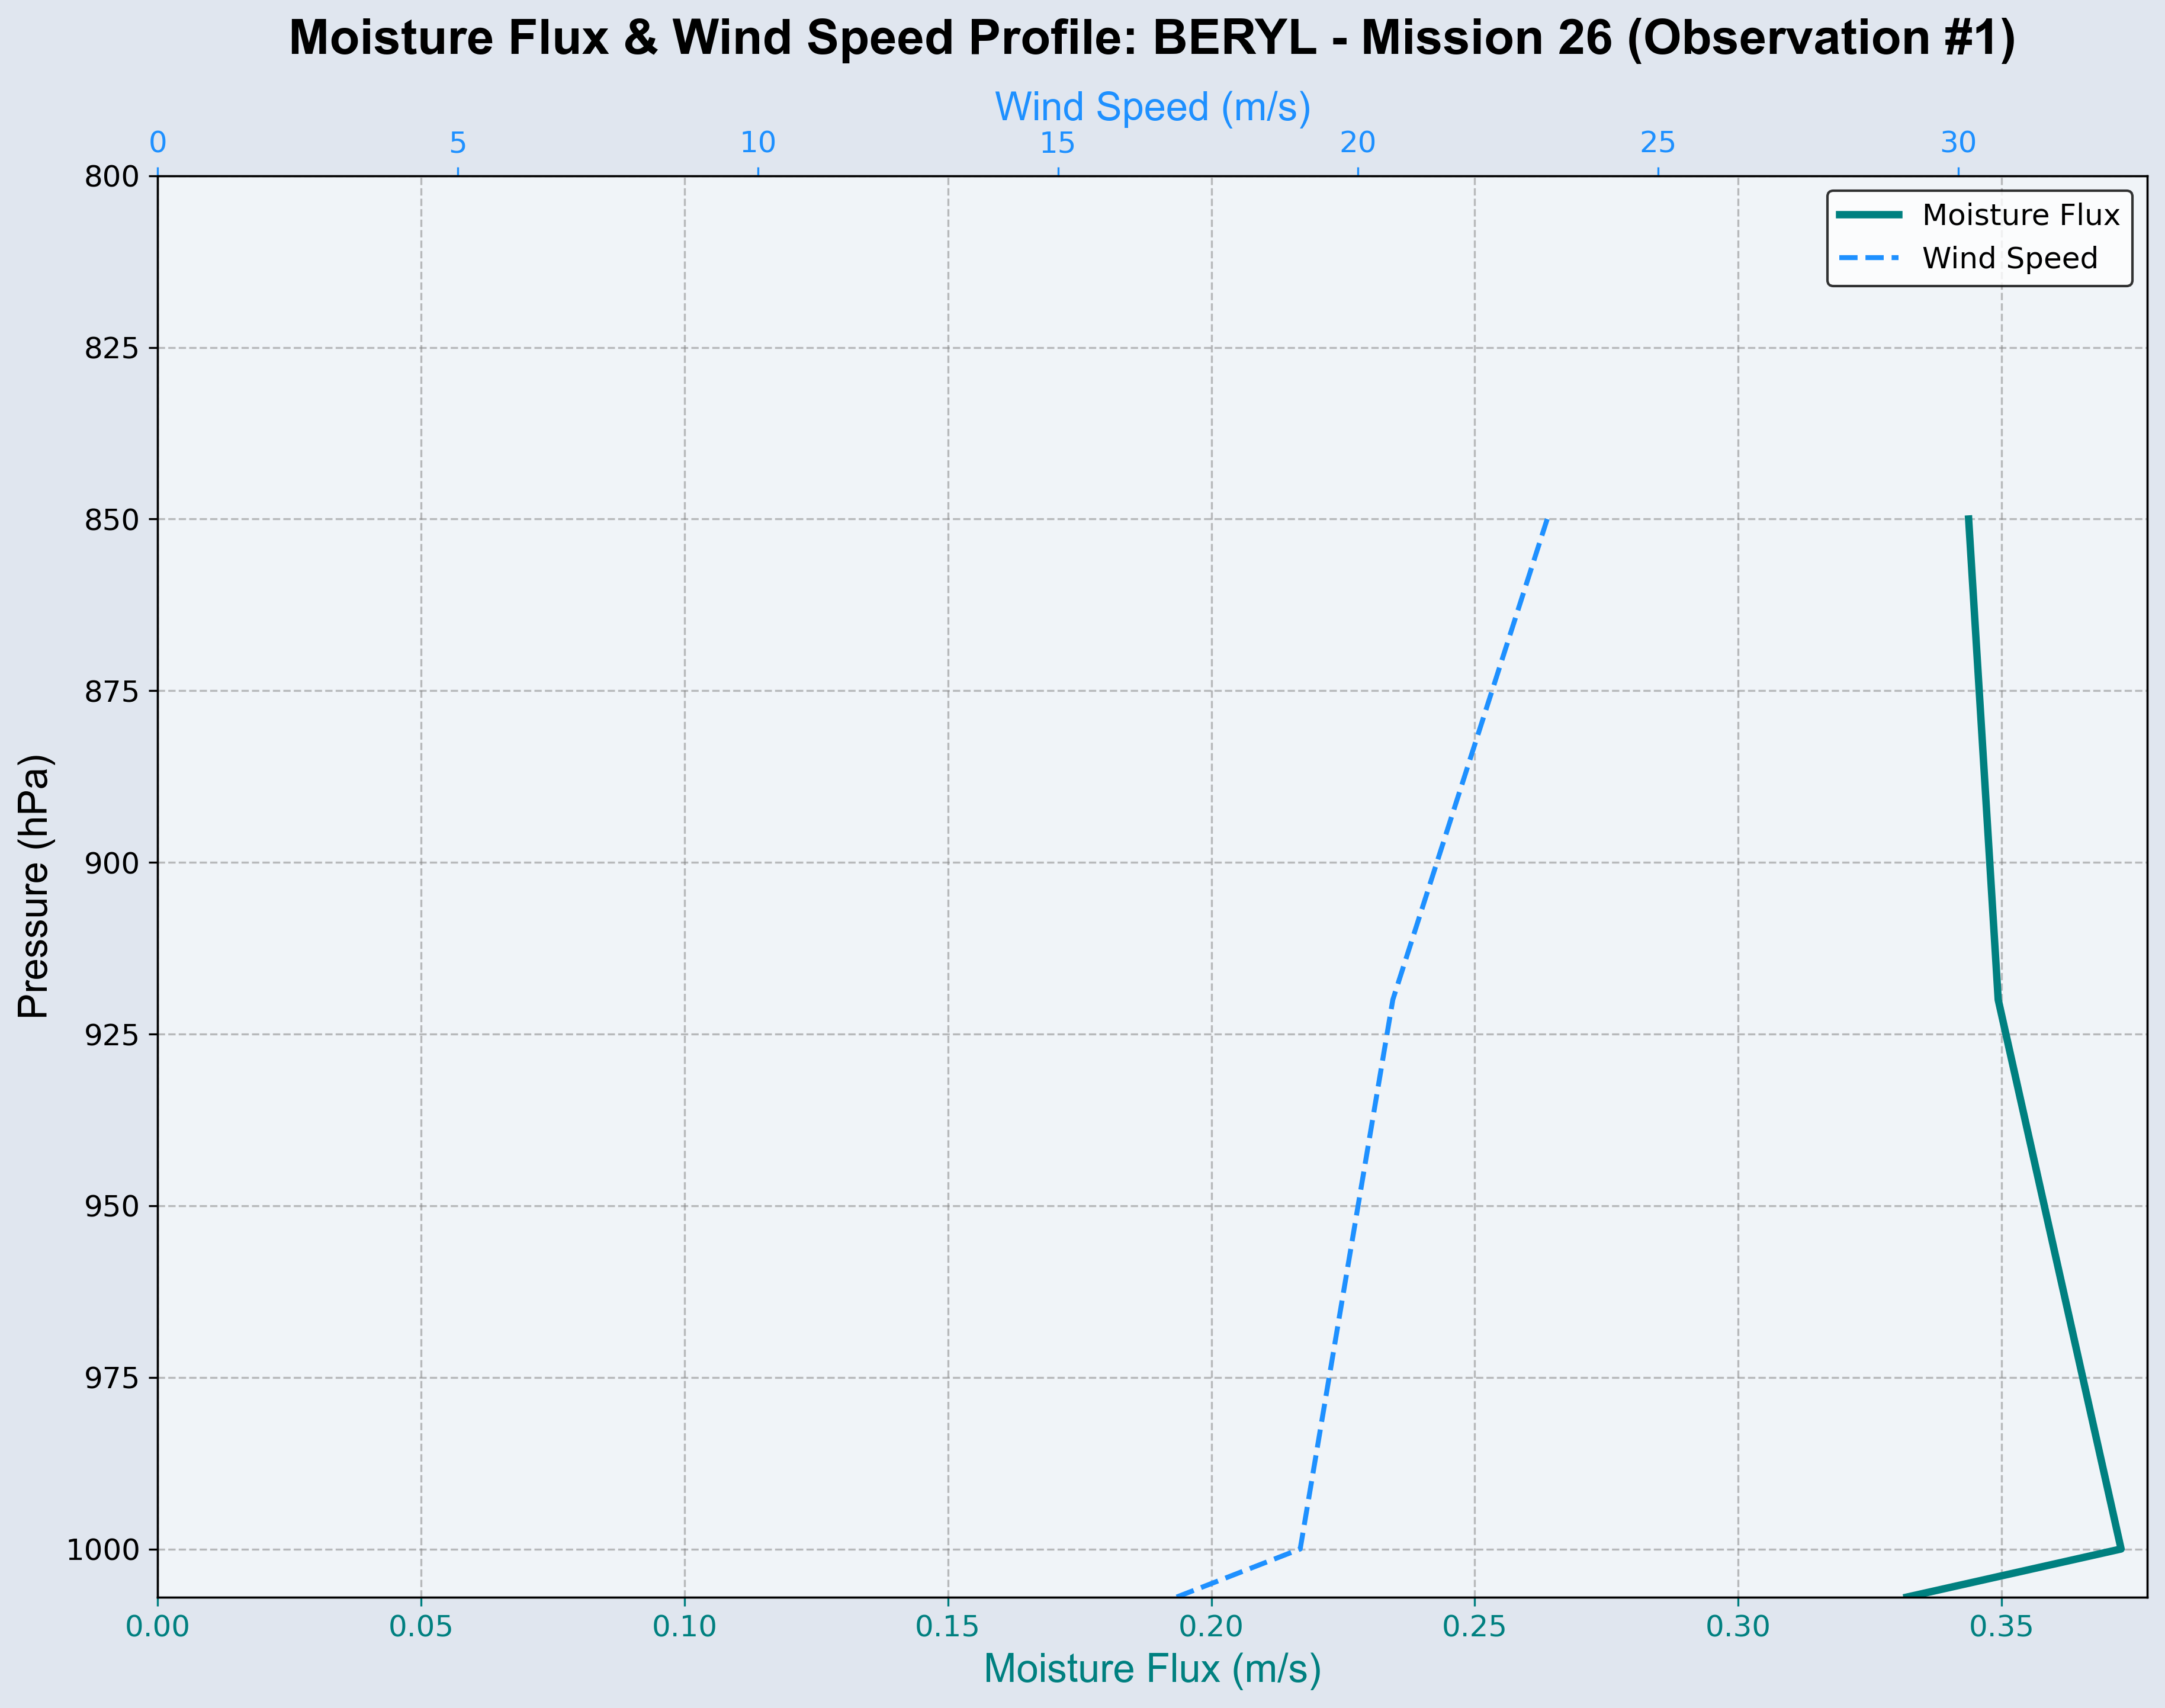 Moisture Flux & Wind Speed Profile: BERYL - Mission 26 (Observation #1)
Wind Speed (m/s)
0 5 10 15 20 25 30
Moisture Flux
Wind Speed
800
825
850
875
900
925
950
975
1000
Pressure (hPa)
0.00 0.05 0.10 0.15 0.20 0.25 0.30 0.35
Moisture Flux (m/s)